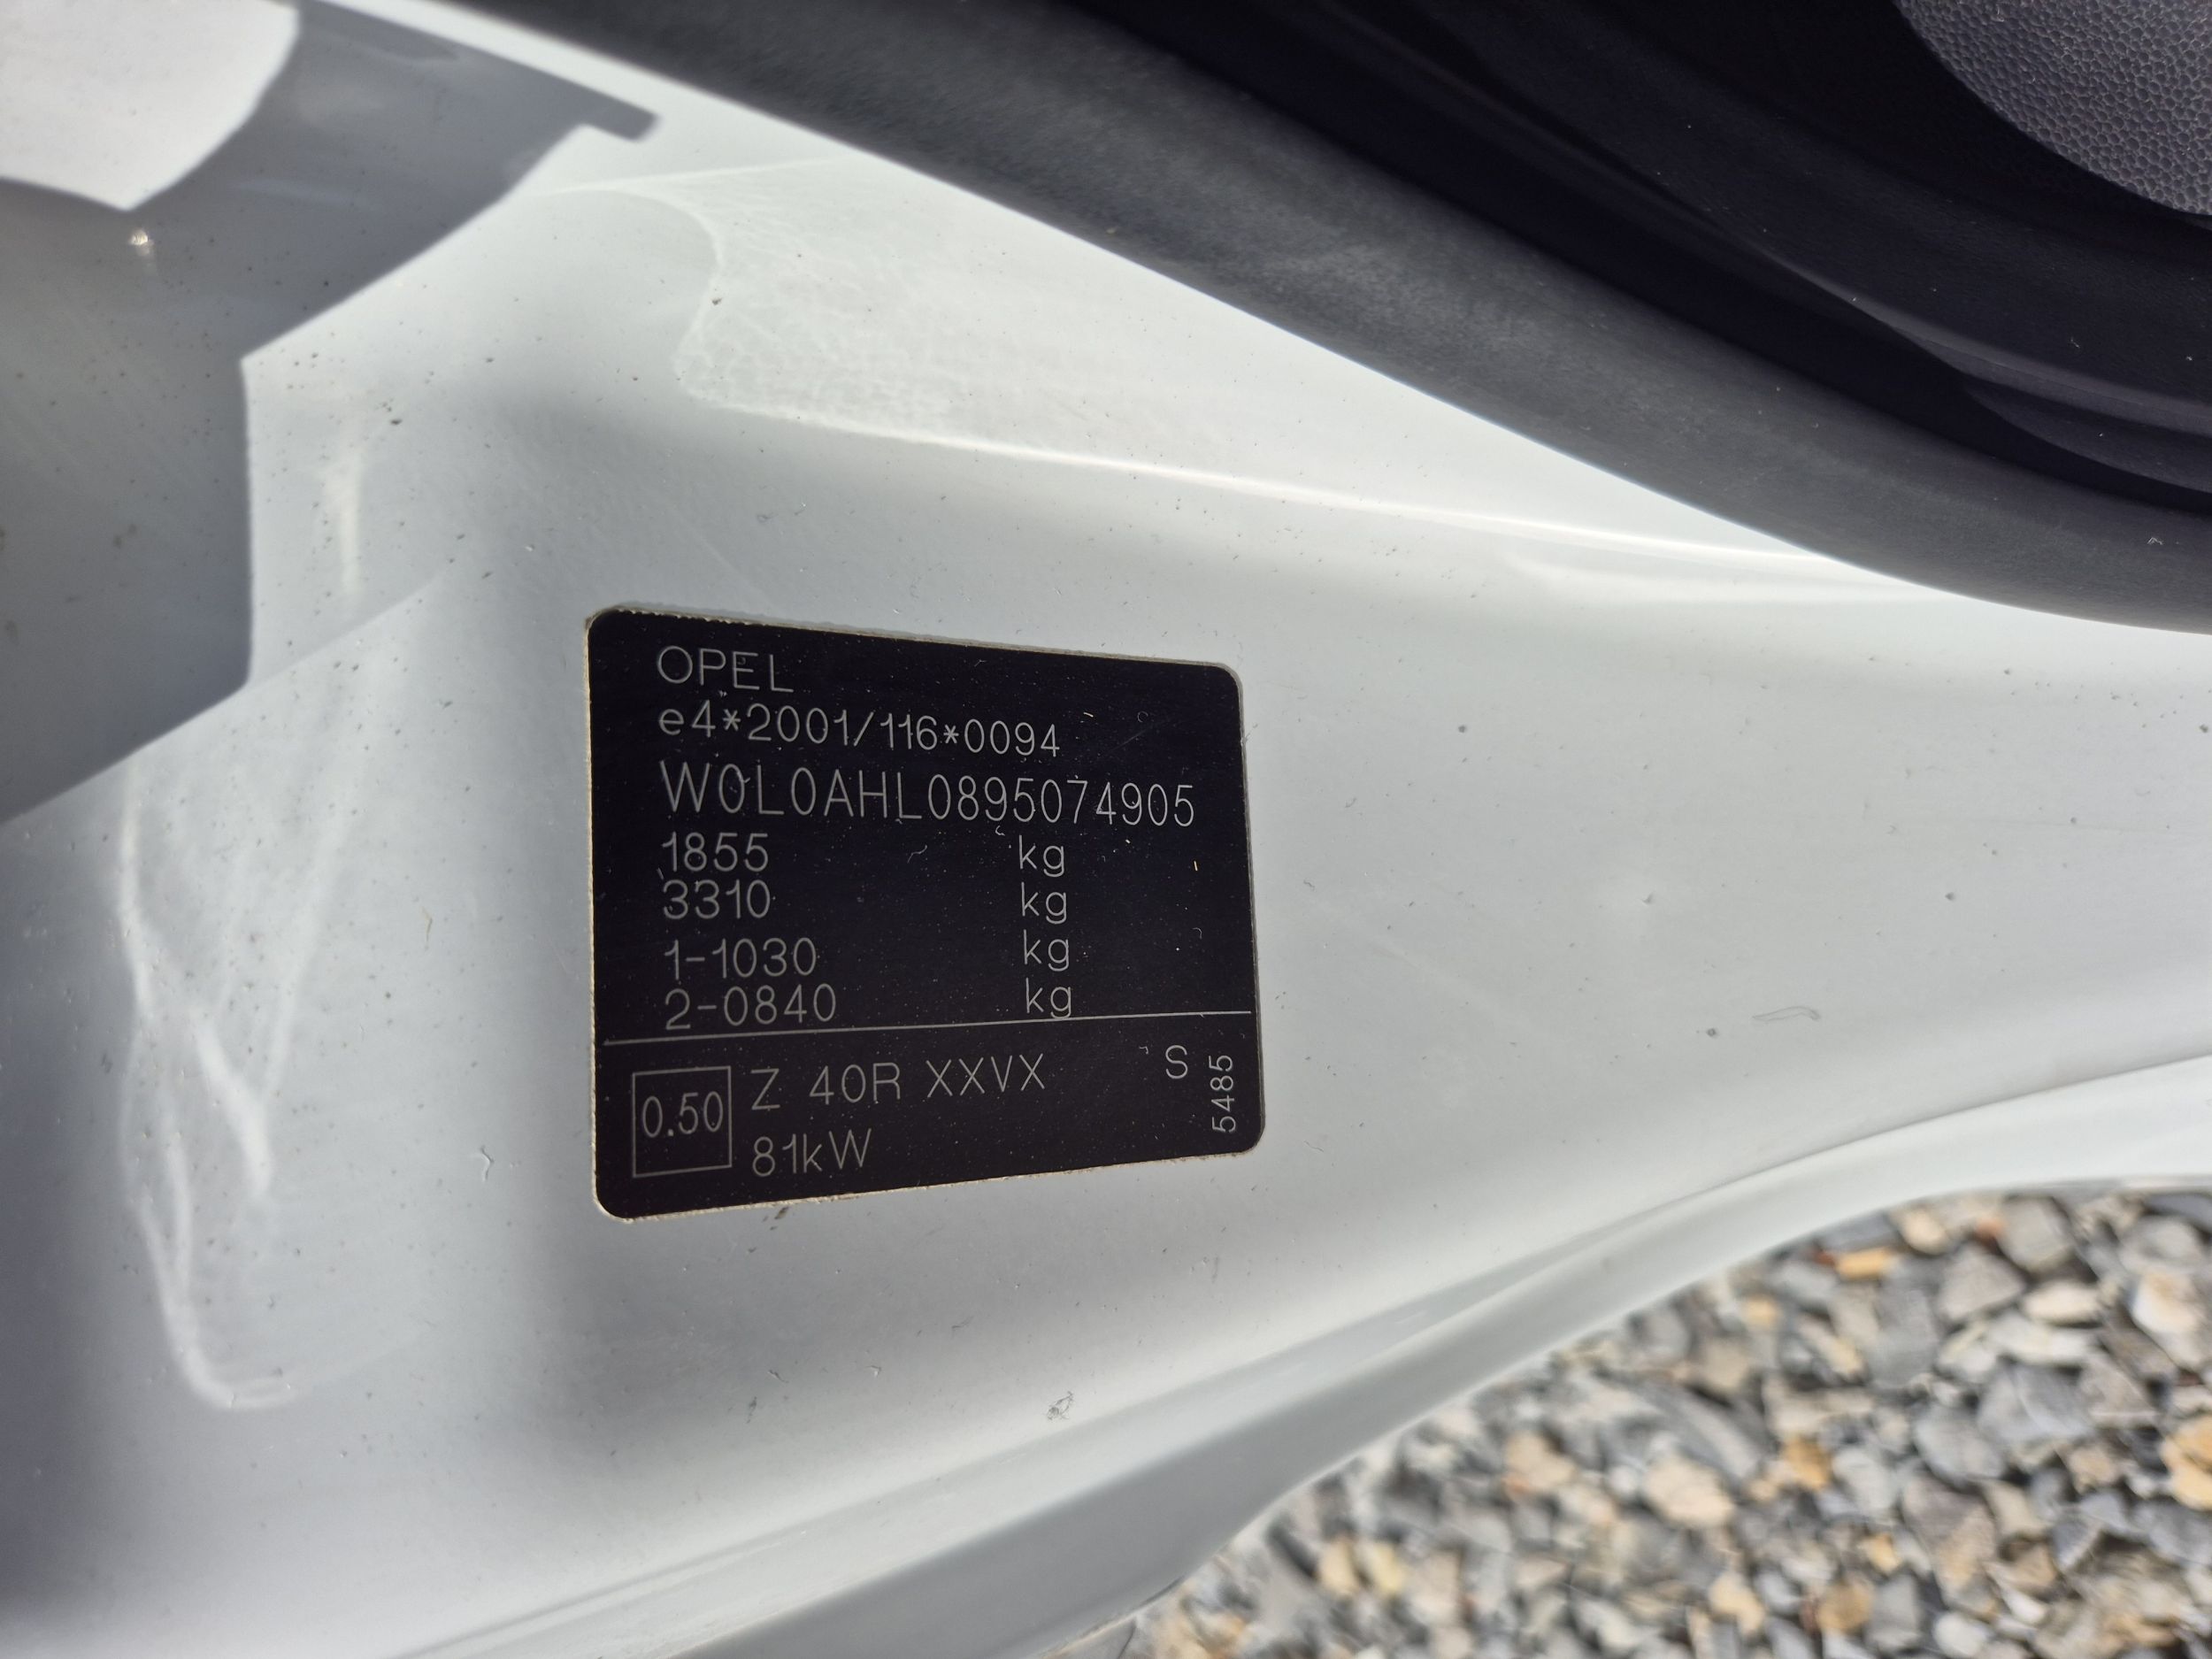 OPEL
e4*2001/116*0094
W0L0AHL0895074905
1855 kg
3310 kg
1-1030 kg
2-0840 kg
0.50 Z 40R XXVX S
81kW
5485